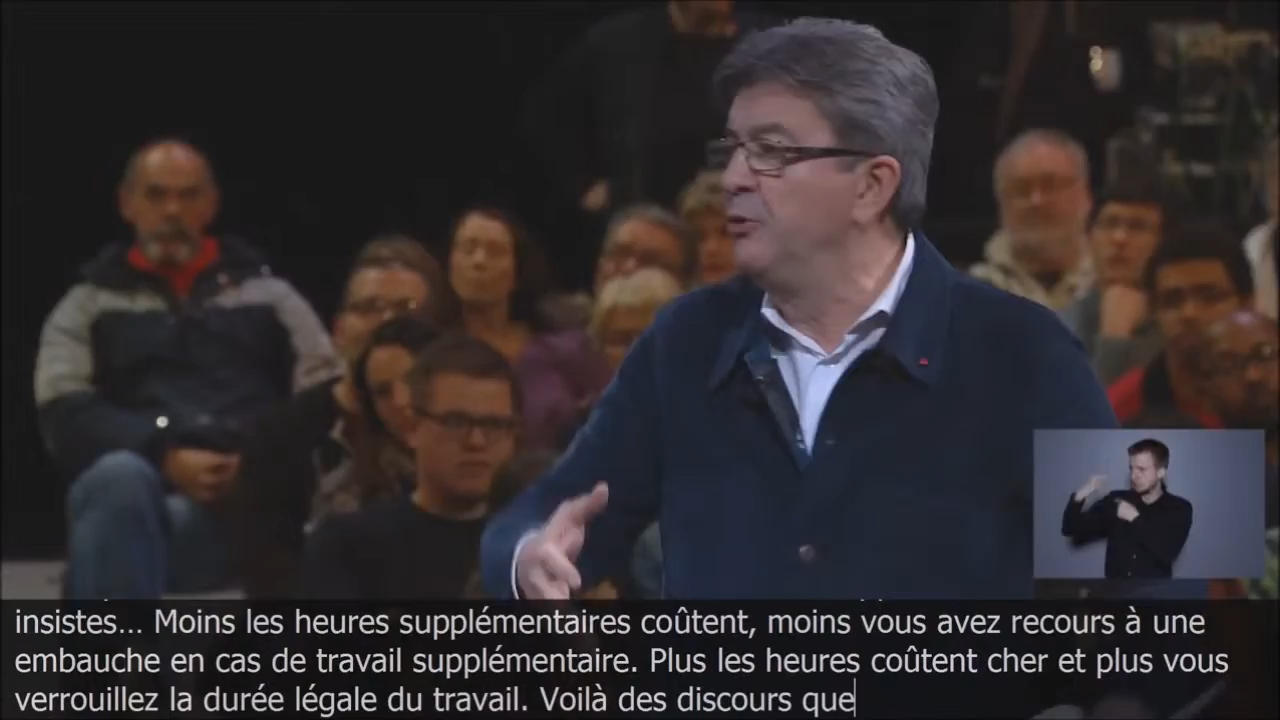 insistes... Moins les heures supplémentaires coûtent, moins vous avez recours à une
embauche en cas de travail supplémentaire. Plus les heures coûtent cher et plus vous
verrouillez la durée légale du travail. Voilà des discours que